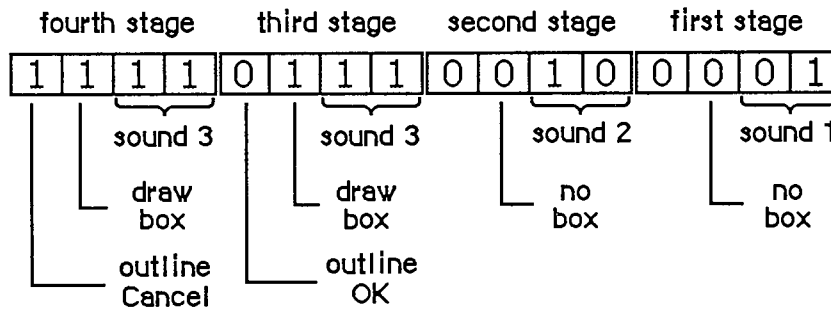 fourth stage third stage second stage first stage
1 1 1 1 0 1 1 1 0 0 1 0 0 0 0 1
sound 3 sound 3 sound 2 sound 1
draw draw no no
box box box box
outline outline
Cancel OK